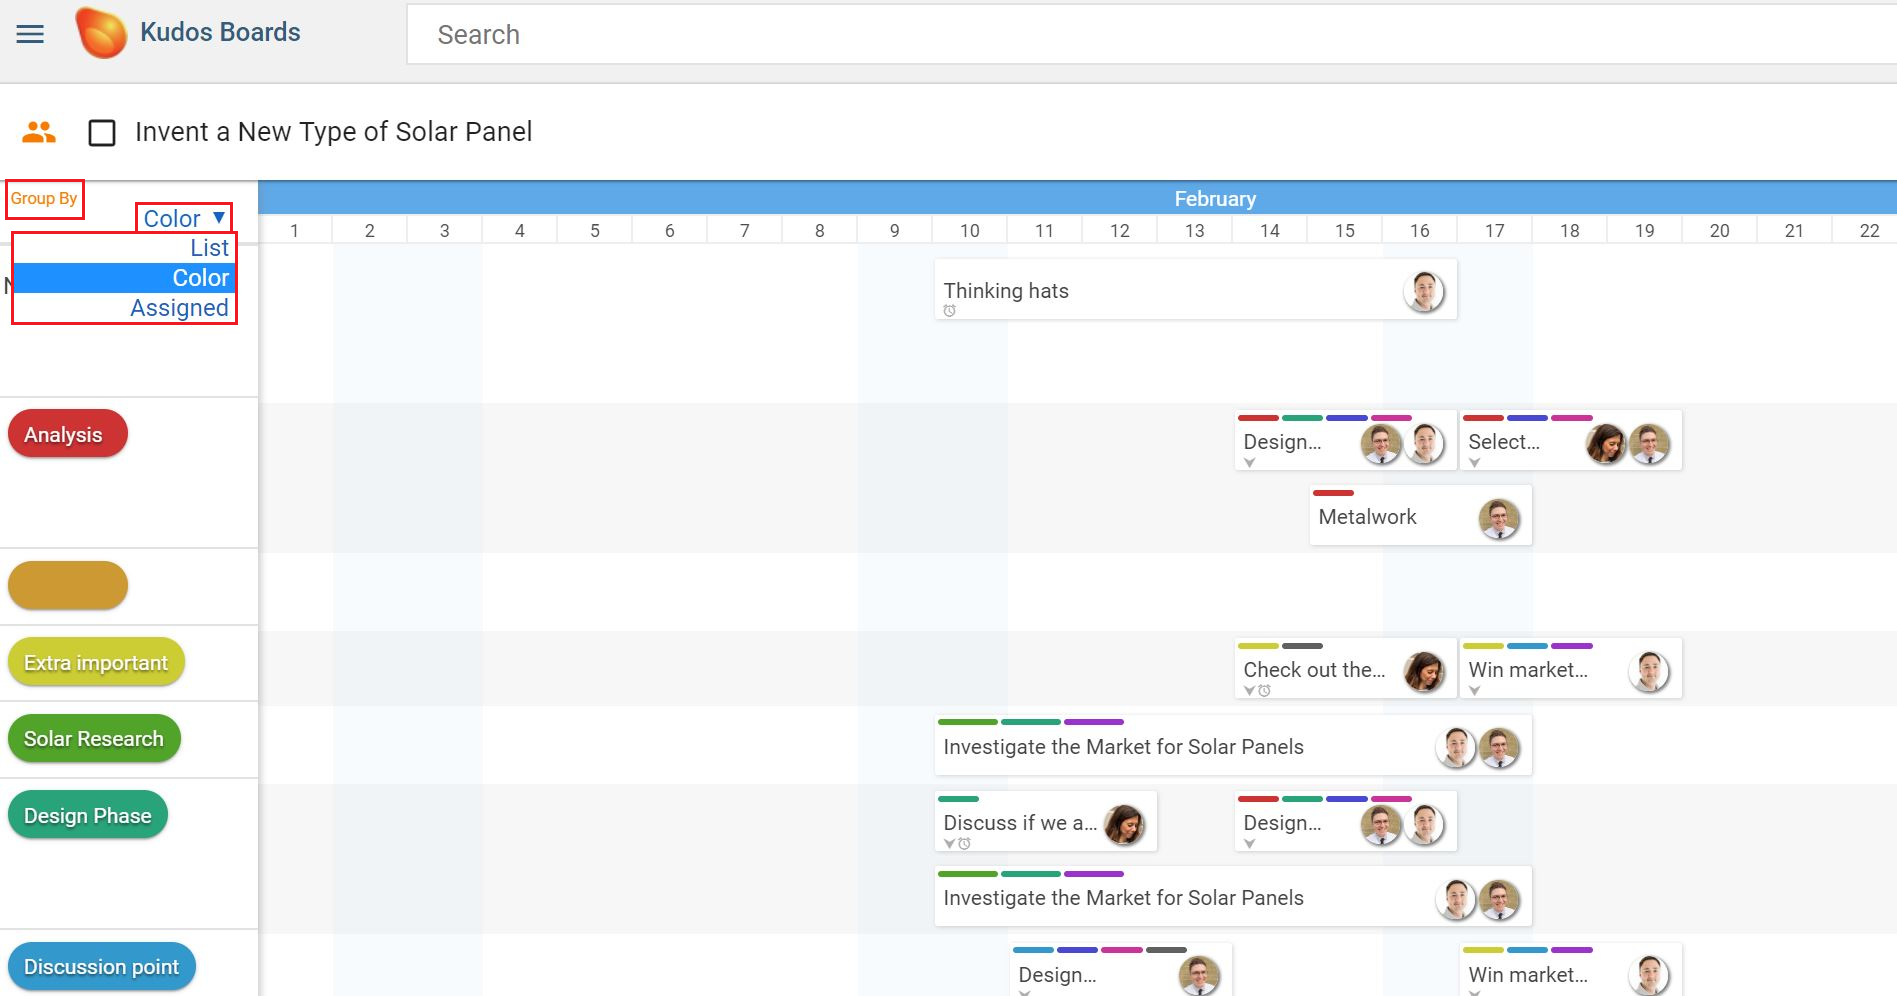 Kudos Boards
Search
Invent a New Type of Solar Panel
Group By
February
Color ▼
1 2 3 4 5 6 7 8 9 10 11 12 13 14 15 16 17 18 19 20 21 22
List
Color
Assigned
Thinking hats
Analysis
Design...
Select...
Metalwork
Extra important
Check out the...
Win market...
Solar Research
Investigate the Market for Solar Panels
Design Phase
Discuss if we a...
Design...
Investigate the Market for Solar Panels
Discussion point
Design...
Win market...